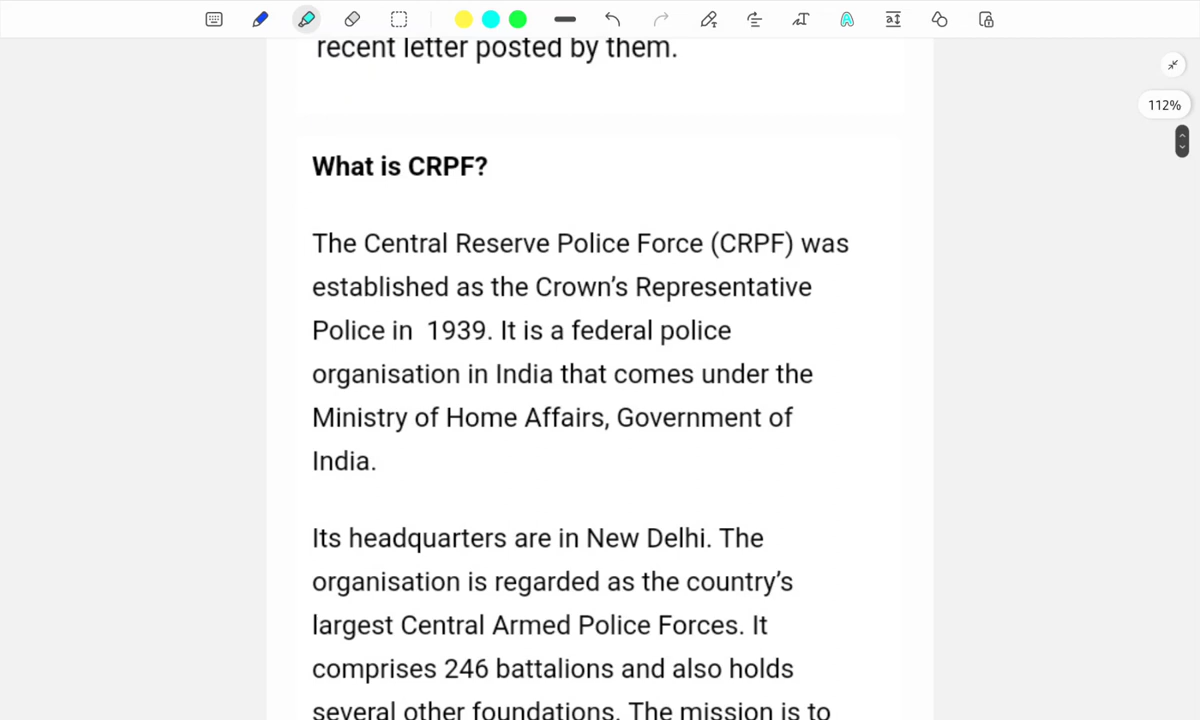 112%
recent letter posted by them.
What is CRPF?
The Central Reserve Police Force (CRPF) was
established as the Crown's Representative
Police in  1939. It is a federal police
organisation in India that comes under the
Ministry of Home Affairs, Government of
India.
Its headquarters are in New Delhi. The
organisation is regarded as the country's
largest Central Armed Police Forces. It
comprises 246 battalions and also holds
several other foundations. The mission is to